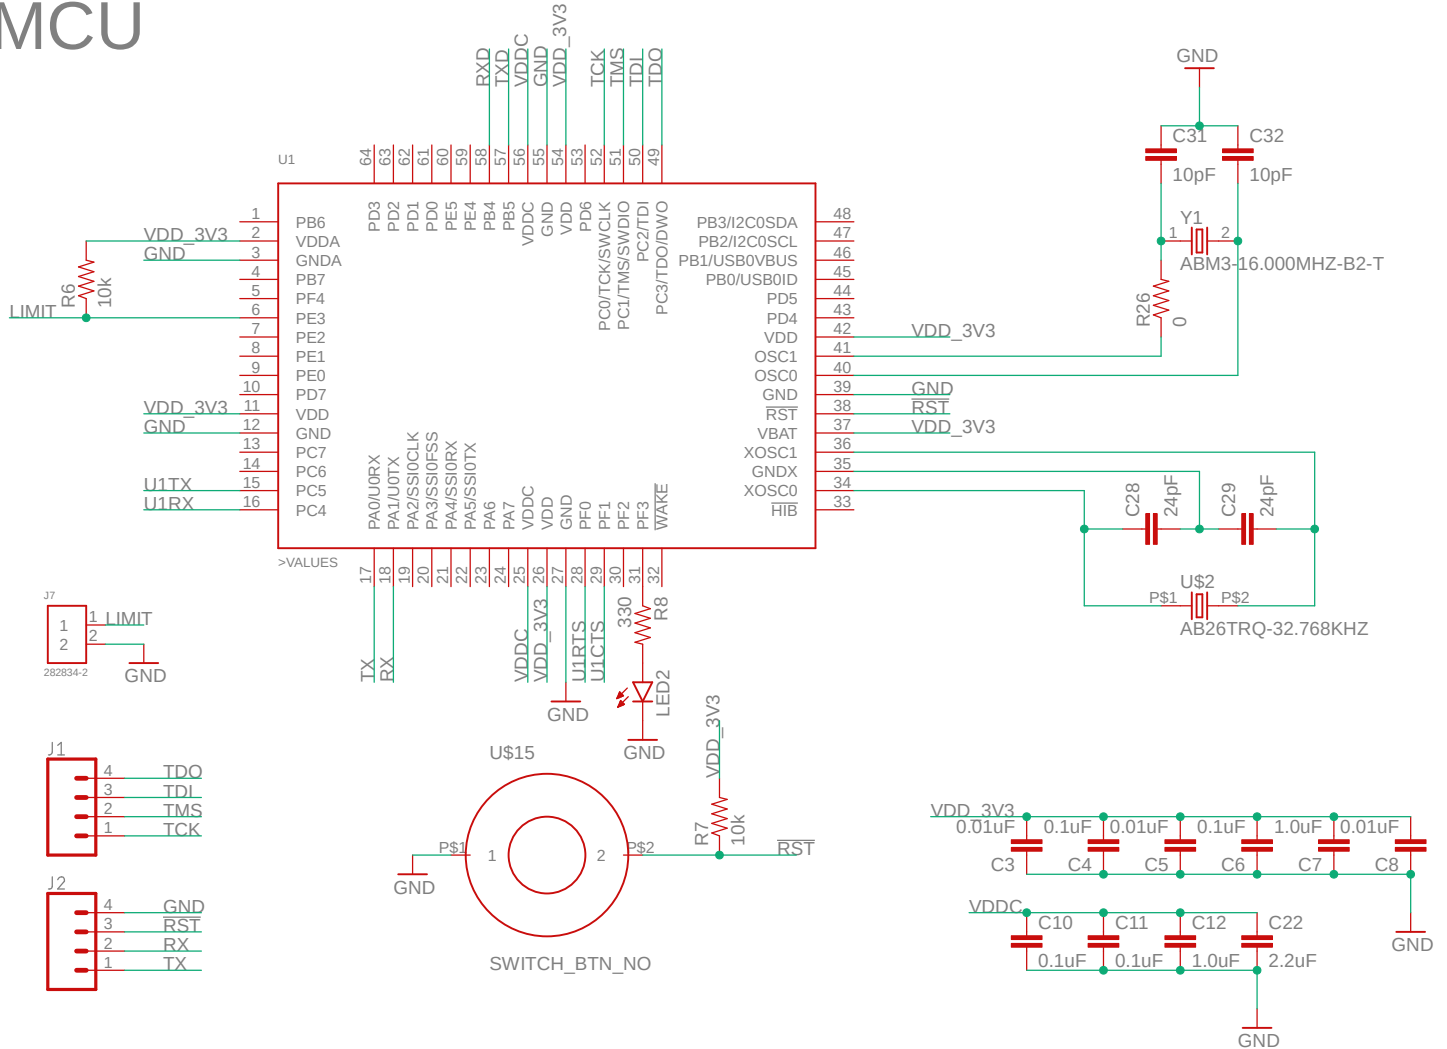 MCU
RXD
TXD
VDDC
GND
VDD_3V3
TCK
TMS
TDI
TDO
U1
64
63
62
61
60
59
58
57
56
55
54
53
52
51
50
49
PD3
PD2
PD1
PD0
PE5
PE4
PB4
PB5
VDDC
GND
VDD
PD6
PC0/TCK/SWCLK
PC1/TMS/SWDIO
PC2/TDI
PC3/TDO/DWO
1 PB6
VDD_3V3 2 VDDA
GND 3 GNDA
4 PB7
5 PF4
LIMIT 6 PE3
7 PE2
8 PE1
9 PE0
10 PD7
VDD_3V3 11 VDD
GND 12 GND
13 PC7
14 PC6
U1TX 15 PC5
U1RX 16 PC4
R6
10k
PB3/I2C0SDA 48
PB2/I2C0SCL 47
PB1/USB0VBUS 46
PB0/USB0ID 45
PD5 44
PD4 43
VDD 42 VDD_3V3
OSC1 41
OSC0 40
GND 39 GND
RST 38 RST
VBAT 37 VDD_3V3
XOSC1 36
GNDX 35
XOSC0 34
HIB 33
PA0/U0RX
PA1/U0TX
PA2/SSI0CLK
PA3/SSI0FSS
PA4/SSI0RX
PA5/SSI0TX
PA6
PA7
VDDC
VDD
GND
PF0
PF1
PF2
PF3
WAKE
>VALUES
17
18
19
20
21
22
23
24
25
26
27
28
29
30
31
32
TX
RX
VDDC
VDD_3V3
GND
U1RTS
U1CTS
330
R8
LED2
GND
GND
C31 C32
10pF 10pF
Y1
1 2
ABM3-16.000MHZ-B2-T
R26
0
C28
24pF
C29
24pF
U$2
P$1 P$2
AB26TRQ-32.768KHZ
J7
1 1 LIMIT
2 2
282834-2
GND
J1
4 TDO
3 TDI
2 TMS
1 TCK
J2
4 GND
3 RST
2 RX
1 TX
U$15
P$1 1 2 P$2
GND
SWITCH_BTN_NO
VDD_3V3
R7
10k
RST
VDD_3V3
0.01uF 0.1uF 0.01uF 0.1uF 1.0uF 0.01uF
C3 C4 C5 C6 C7 C8
GND
VDDC
C10 C11 C12 C22
0.1uF 0.1uF 1.0uF 2.2uF
GND